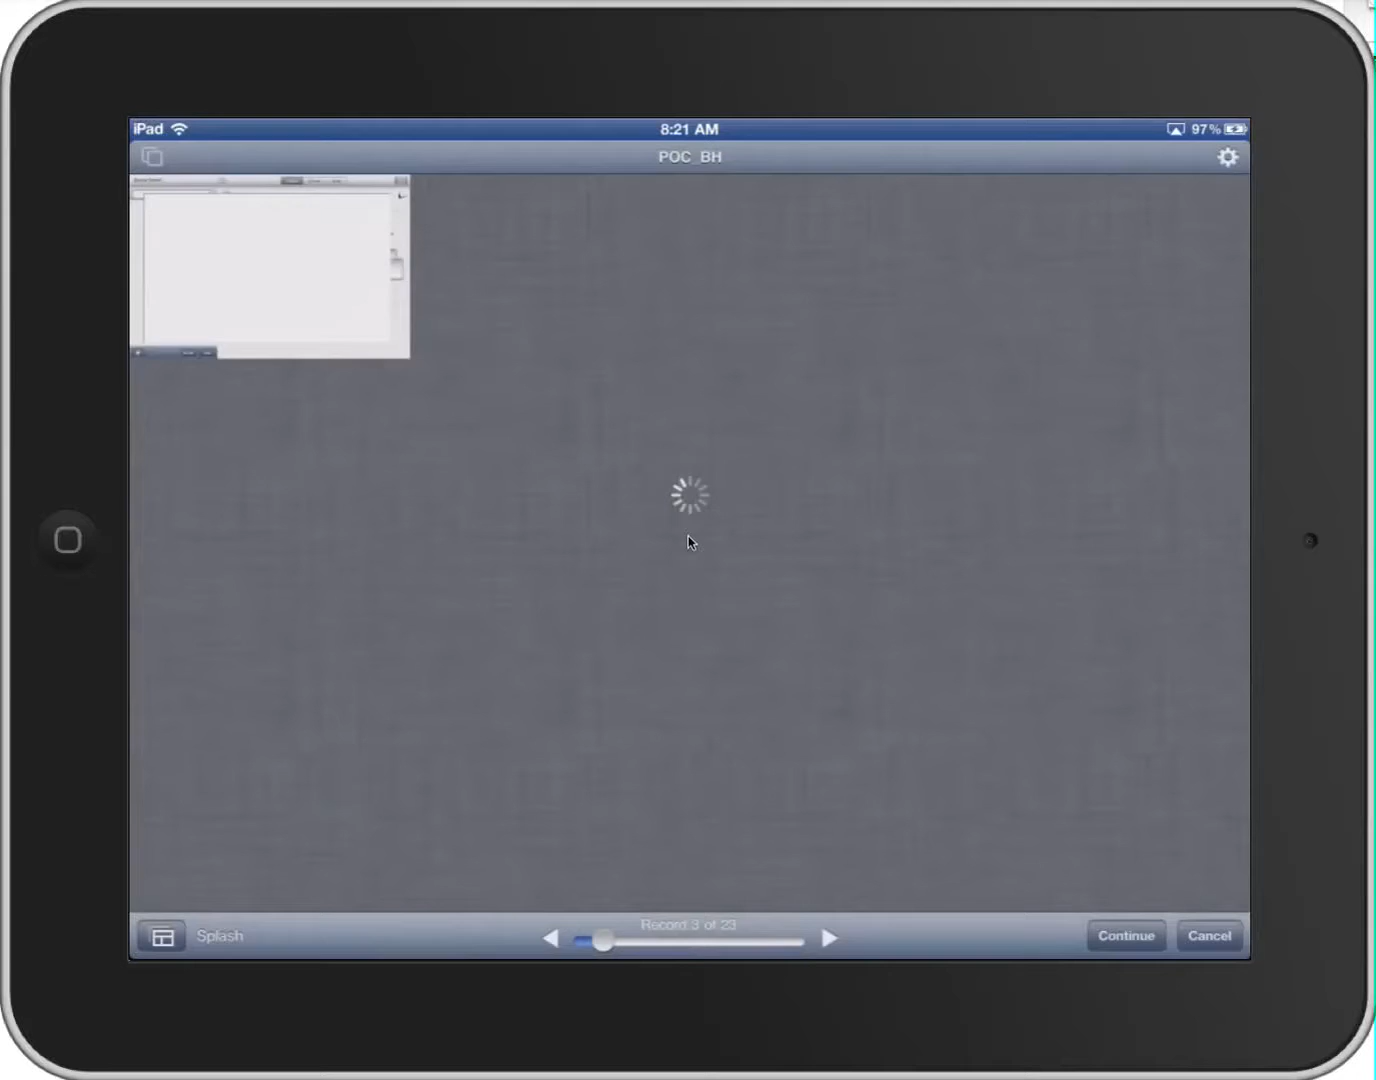 iPad
8:21 AM
97%
POC_BH
Splash
Record 3 of 23
Continue
Cancel